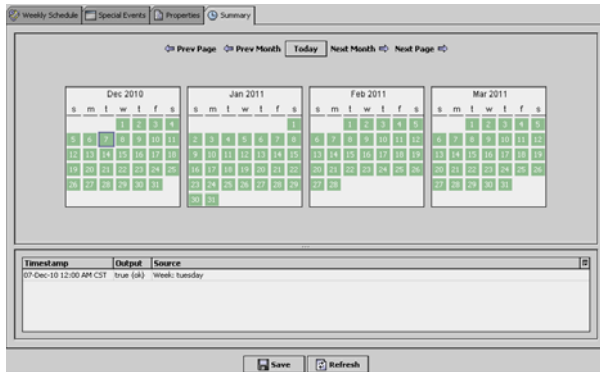 Weekly Schedule Special Events Properties Summary
Prev Page Prev Month Today Next Month Next Page
Dec 2010 Jan 2011 Feb 2011 Mar 2011
s m t w t f s s m t w t f s s m t w t f s s m t w t f s
1 2 3 4 1 1 2 3 4 5 1 2 3 4 5
5 6 7 8 9 10 11 2 3 4 5 6 7 8 6 7 8 9 10 11 12 6 7 8 9 10 11 12
12 13 14 15 16 17 18 9 10 11 12 13 14 15 13 14 15 16 17 18 19 13 14 15 16 17 18 19
19 20 21 22 23 24 25 16 17 18 19 20 21 22 20 21 22 23 24 25 26 20 21 22 23 24 25 26
26 27 28 29 30 31 23 24 25 26 27 28 29 27 28 27 28 29 30 31
30 31
Timestamp Output Source
07-Dec-10 12:00 AM CST true {ok} Week: tuesday
Save Refresh